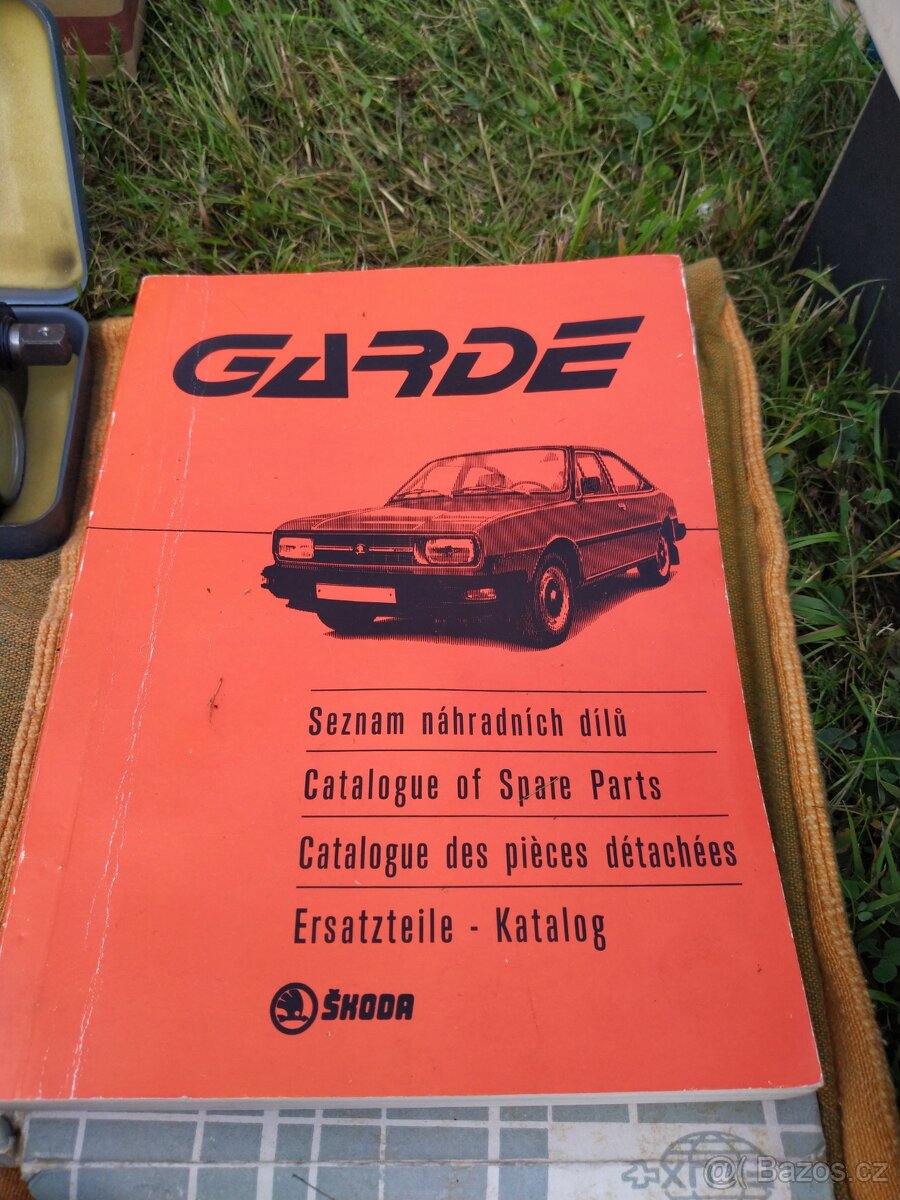 GARDE
Seznam náhradních dílů
Catalogue of Spare Parts
Catalogue des pièces détachées
Ersatzteile - Katalog
ŠKODA
@( Bazos.cz